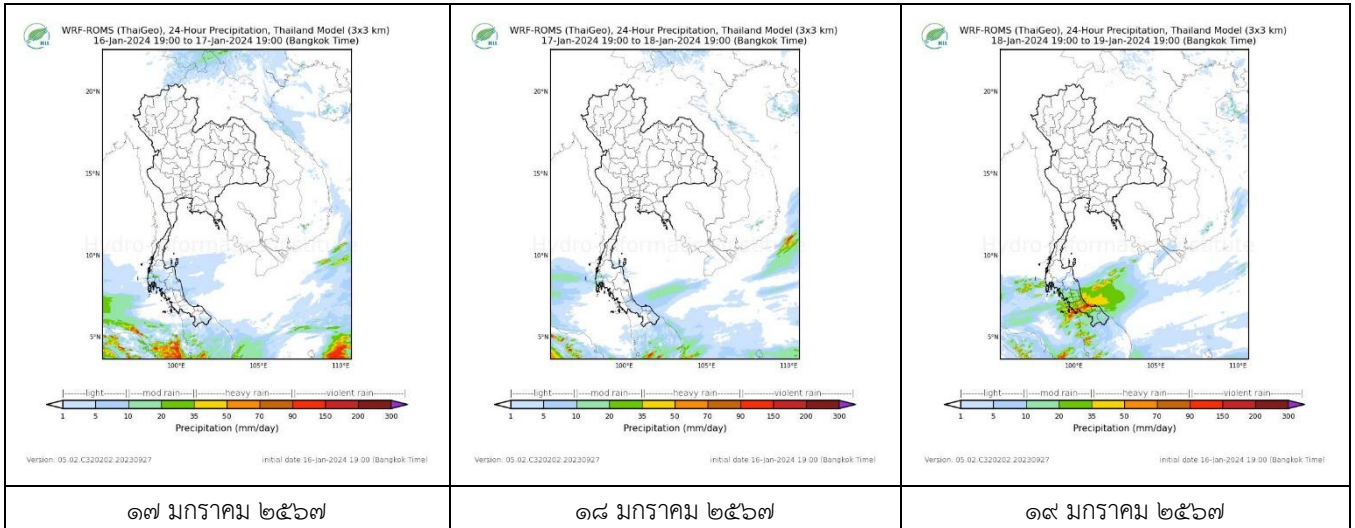 WRF-ROMS (ThaiGeo), 24-Hour Precipitation, Thailand Model (3x3 km)
16-Jan-2024 19:00 to 17-Jan-2024 19:00 (Bangkok Time)
HII
20°N
15°N
10°N
5°N
100°E
105°E
110°E
light
mod rain
heavy rain
violent rain
1 5 10 20 35 50 70 90 150 200 300
Precipitation (mm/day)
Version: 05.02.C320202.20230927
initial date 16-Jan-2024 19:00 (Bangkok Time)
๑๗ มกราคม ๒๕๖๗
WRF-ROMS (ThaiGeo), 24-Hour Precipitation, Thailand Model (3x3 km)
17-Jan-2024 19:00 to 18-Jan-2024 19:00 (Bangkok Time)
HII
20°N
15°N
10°N
5°N
100°E
105°E
110°E
light
mod rain
heavy rain
violent rain
1 5 10 20 35 50 70 90 150 200 300
Precipitation (mm/day)
Version: 05.02.C320202.20230927
initial date 16-Jan-2024 19:00 (Bangkok Time)
๑๘ มกราคม ๒๕๖๗
WRF-ROMS (ThaiGeo), 24-Hour Precipitation, Thailand Model (3x3 km)
18-Jan-2024 19:00 to 19-Jan-2024 19:00 (Bangkok Time)
HII
20°N
15°N
10°N
5°N
100°E
105°E
110°E
light
mod rain
heavy rain
violent rain
1 5 10 20 35 50 70 90 150 200 300
Precipitation (mm/day)
Version: 05.02.C320202.20230927
initial date 16-Jan-2024 19:00 (Bangkok Time)
๑๙ มกราคม ๒๕๖๗